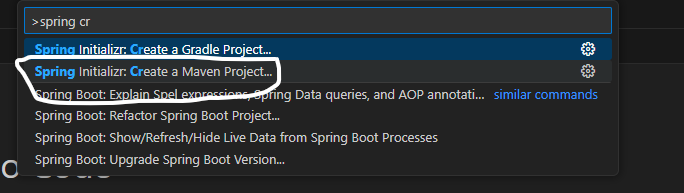 >spring cr
Spring Initializr: Create a Gradle Project...
Spring Initializr: Create a Maven Project...
Spring Boot: Explain Spel expressions, Spring Data queries, and AOP annotati... similar commands
Spring Boot: Refactor Spring Boot Project...
Spring Boot: Show/Refresh/Hide Live Data from Spring Boot Processes
Spring Boot: Upgrade Spring Boot Version...